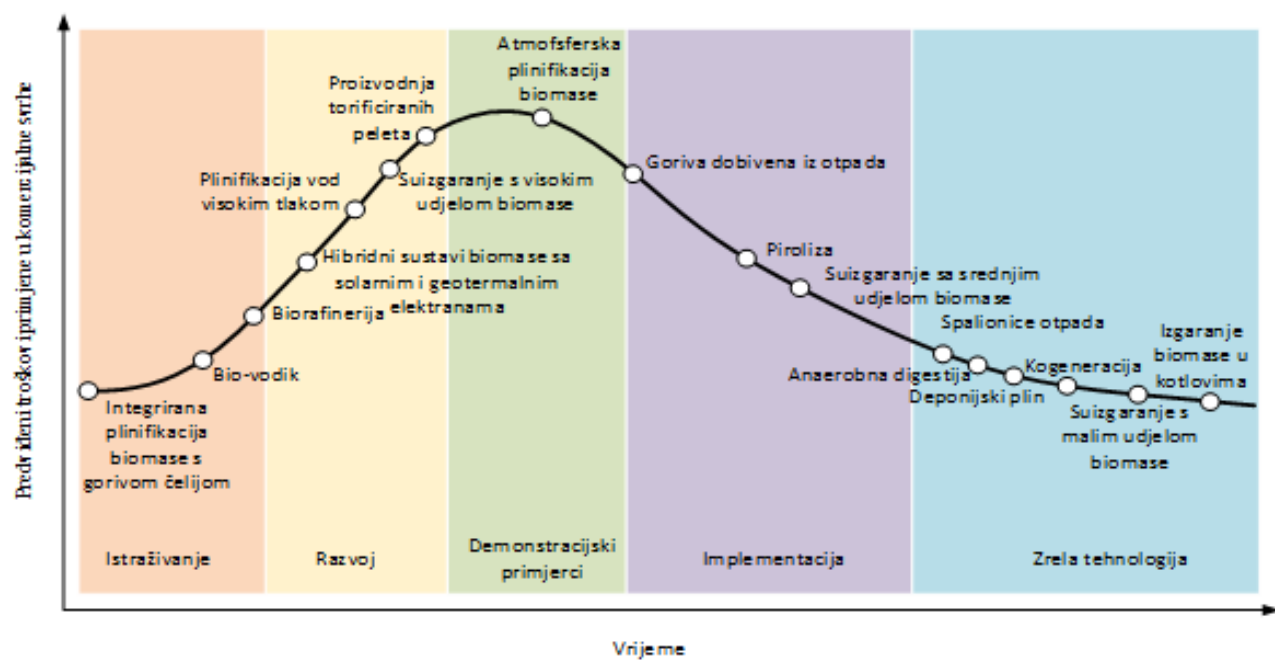 Predviđeni troškovi primjene u komercijalne svrhe
Atmofsferska
plinifikacija
biomase
Proizvodnja
torificiranih
peleta
Goriva dobivena iz otpada
Plinifikacija vod
visokim tlakom
Suizgaranje s visokim
udjelom biomase
Hibridni sustavi biomase sa
solarnim i geotermalnim
elektranama
Piroliza
Suizgaranje sa srednjim
udjelom biomase
Biorafinerija
Spalionice otpada
Izgaranje
biomase u
kotlovima
Bio-vodik
Anaerobna digestija
Kogeneracija
Deponijski plin
Integrirana
plinifikacija
biomase s
gorivom čelijom
Suizgaranje s
malim udjelom
biomase
Istraživanje
Razvoj
Demonstracijski
primjerci
Implementacija
Zrela tehnologija
Vrijeme